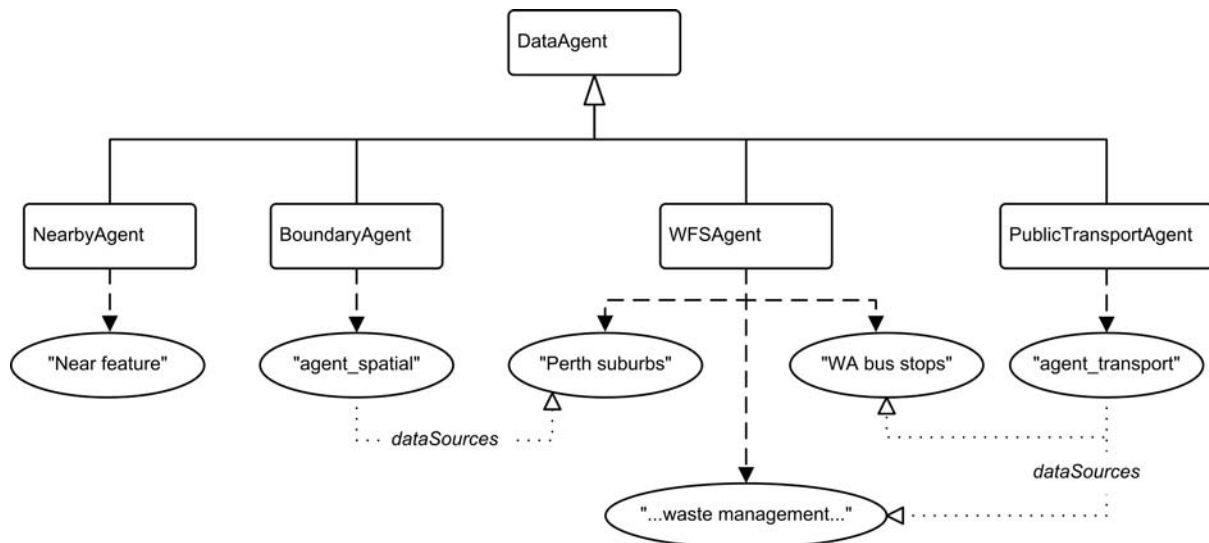 DataAgent
NearbyAgent
BoundaryAgent
WFSAgent
PublicTransportAgent
"Near feature"
"agent_spatial"
"Perth suburbs"
"WA bus stops"
"agent_transport"
dataSources
dataSources
"...waste management..."